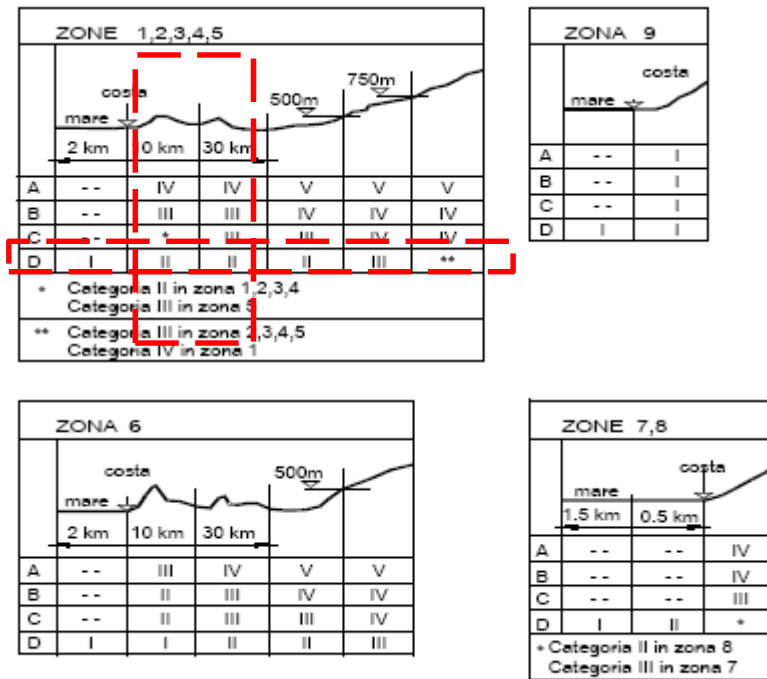 ZONE 1,2,3,4,5
costa
mare
500m
750m
2 km 10 km 30 km
A -- IV IV V V V
B -- III III IV IV IV
C -- * III III IV IV
D I II II II III **
* Categoria II in zona 1,2,3,4
Categoria III in zona 5
** Categoria III in zona 2,3,4,5
Categoria IV in zona 1
ZONA 9
costa
mare
A -- I
B -- I
C -- I
D I I
ZONA 6
costa
mare
500m
2 km 10 km 30 km
A -- III IV V V
B -- II III IV IV
C -- II III III IV
D I I II II III
ZONE 7,8
costa
mare
1.5 km 0.5 km
A -- -- IV
B -- -- IV
C -- -- III
D I II *
* Categoria II in zona 8
Categoria III in zona 7